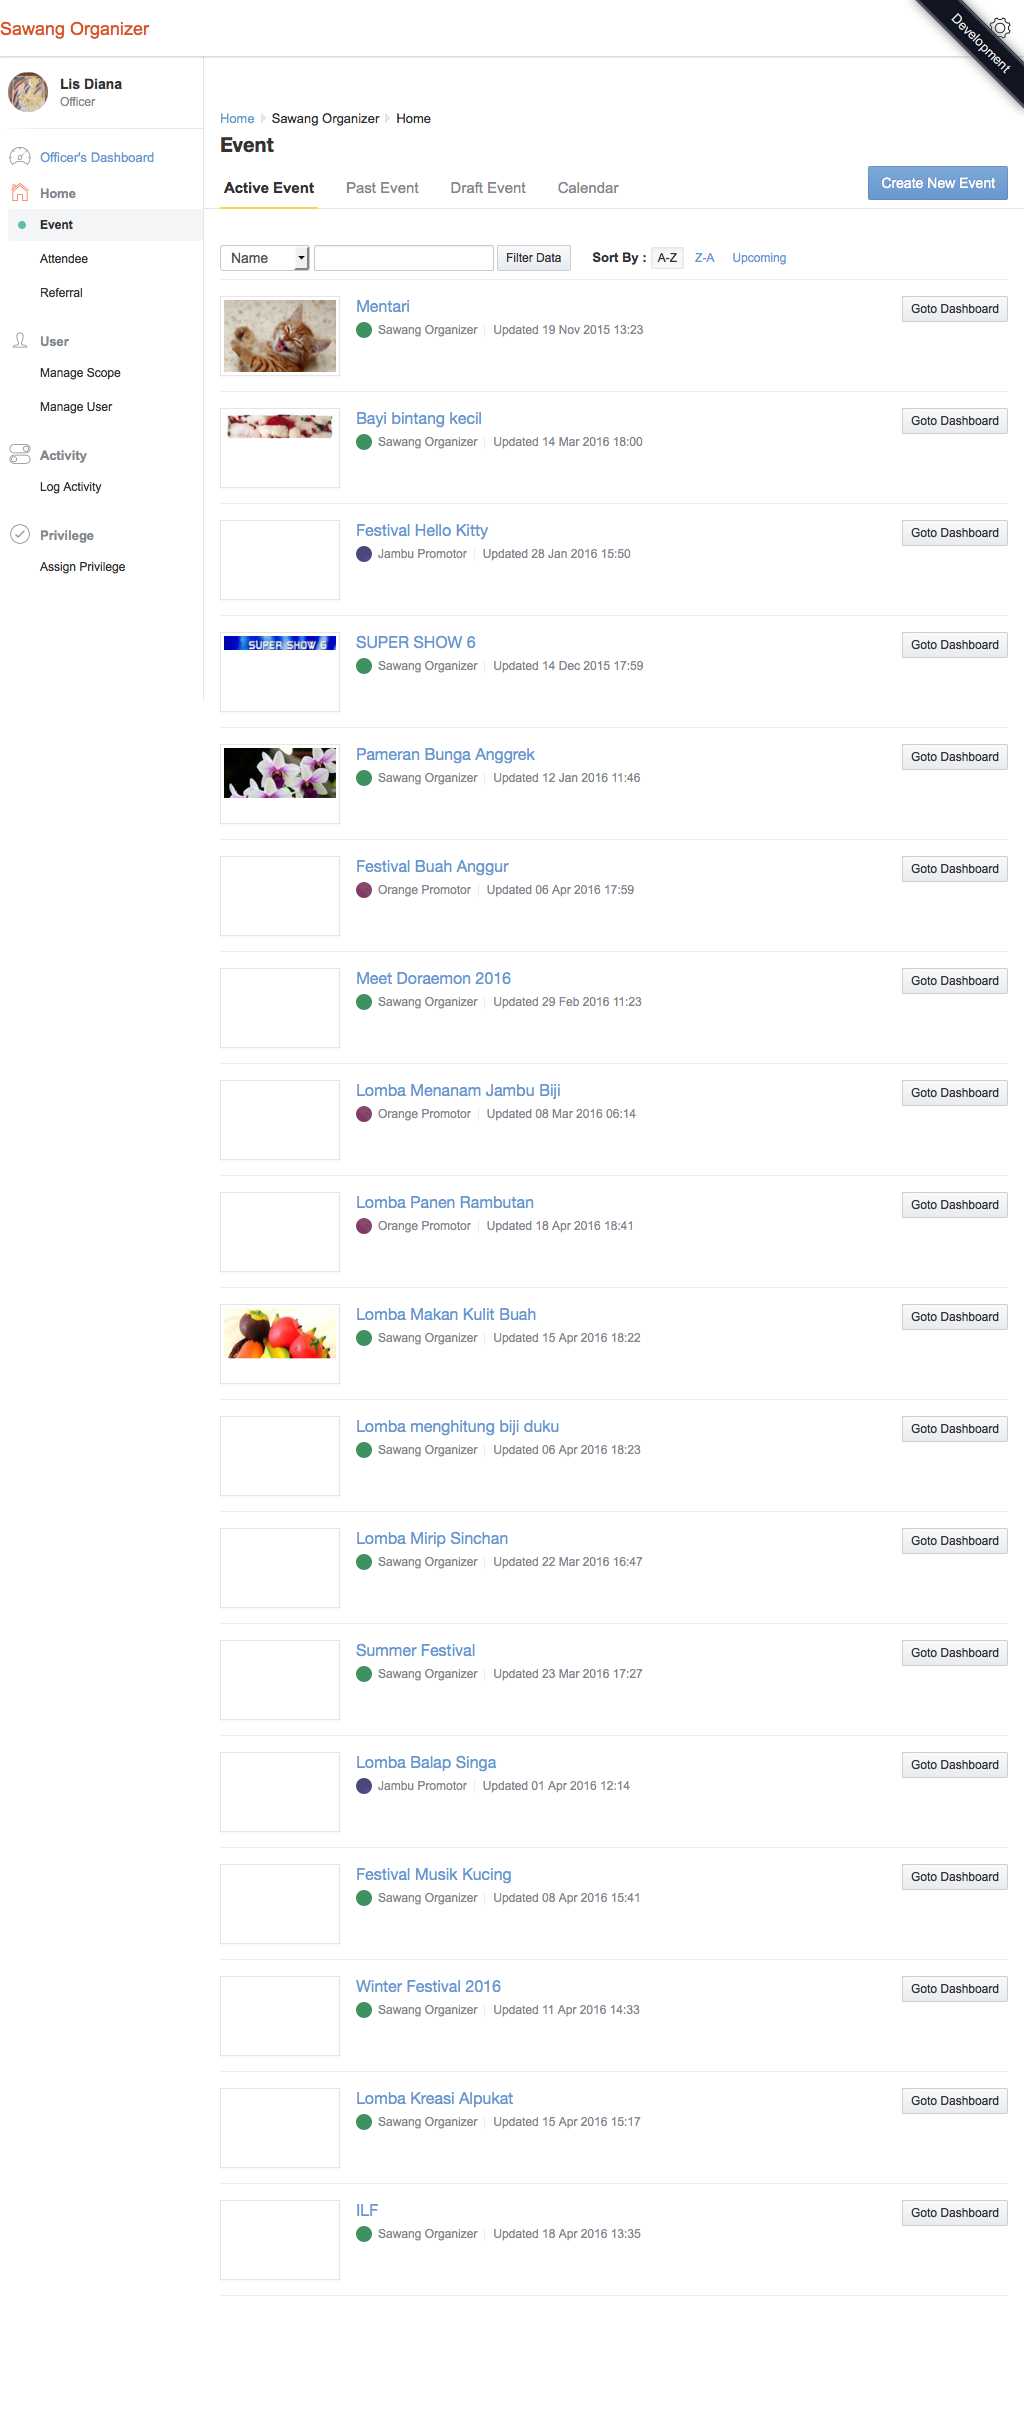 Sawang Organizer
Development
Lis Diana
Officer
Officer's Dashboard
Home
Event
Attendee
Referral
User
Manage Scope
Manage User
Activity
Log Activity
Privilege
Assign Privilege
Home Sawang Organizer Home
Event
Active Event Past Event Draft Event Calendar Create New Event
Name Filter Data Sort By : A-Z Z-A Upcoming
Mentari Goto Dashboard
Sawang Organizer Updated 19 Nov 2015 13:23
Bayi bintang kecil Goto Dashboard
Sawang Organizer Updated 14 Mar 2016 18:00
Festival Hello Kitty Goto Dashboard
Jambu Promotor Updated 28 Jan 2016 15:50
SUPER SHOW 6
SUPER SHOW 6 Goto Dashboard
Sawang Organizer Updated 14 Dec 2015 17:59
Pameran Bunga Anggrek Goto Dashboard
Sawang Organizer Updated 12 Jan 2016 11:46
Festival Buah Anggur Goto Dashboard
Orange Promotor Updated 06 Apr 2016 17:59
Meet Doraemon 2016 Goto Dashboard
Sawang Organizer Updated 29 Feb 2016 11:23
Lomba Menanam Jambu Biji Goto Dashboard
Orange Promotor Updated 08 Mar 2016 06:14
Lomba Panen Rambutan Goto Dashboard
Orange Promotor Updated 18 Apr 2016 18:41
Lomba Makan Kulit Buah Goto Dashboard
Sawang Organizer Updated 15 Apr 2016 18:22
Lomba menghitung biji duku Goto Dashboard
Sawang Organizer Updated 06 Apr 2016 18:23
Lomba Mirip Sinchan Goto Dashboard
Sawang Organizer Updated 22 Mar 2016 16:47
Summer Festival Goto Dashboard
Sawang Organizer Updated 23 Mar 2016 17:27
Lomba Balap Singa Goto Dashboard
Jambu Promotor Updated 01 Apr 2016 12:14
Festival Musik Kucing Goto Dashboard
Sawang Organizer Updated 08 Apr 2016 15:41
Winter Festival 2016 Goto Dashboard
Sawang Organizer Updated 11 Apr 2016 14:33
Lomba Kreasi Alpukat Goto Dashboard
Sawang Organizer Updated 15 Apr 2016 15:17
ILF Goto Dashboard
Sawang Organizer Updated 18 Apr 2016 13:35